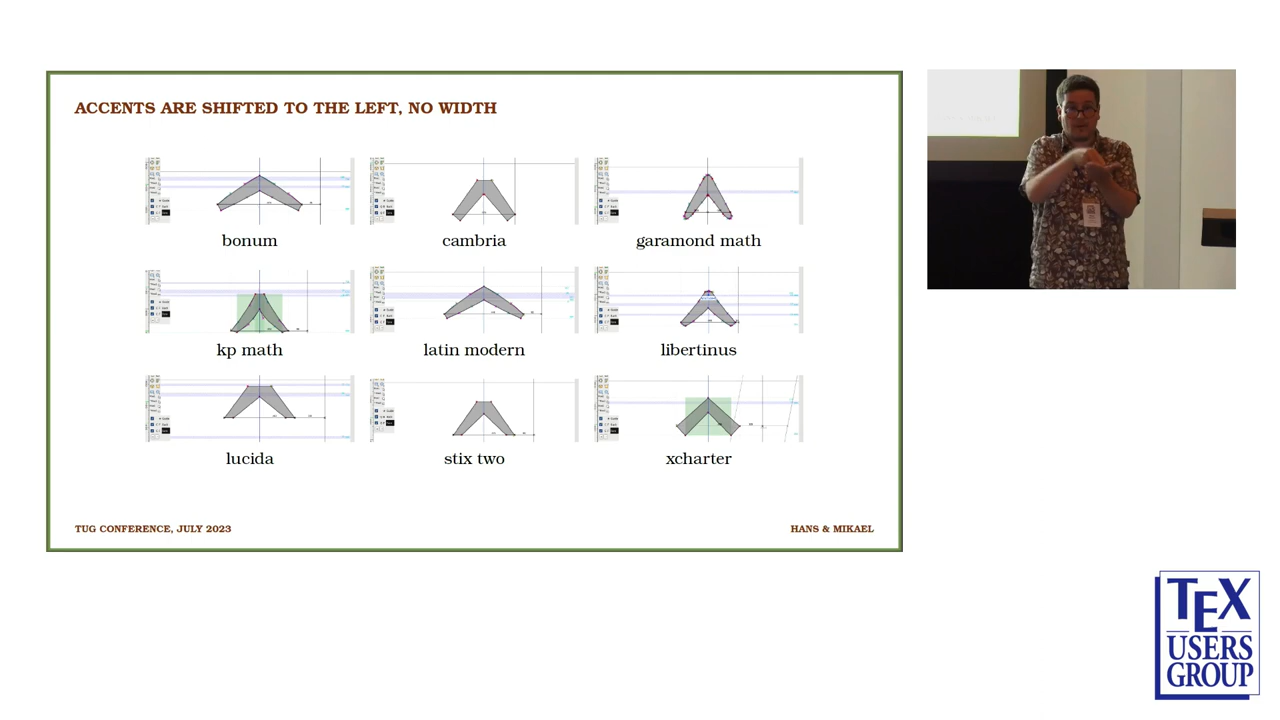 ACCENTS ARE SHIFTED TO THE LEFT, NO WIDTH
bonum
cambria
garamond math
kp math
latin modern
libertinus
lucida
stix two
xcharter
TUG CONFERENCE, JULY 2023
HANS & MIKAEL
TEX
USERS
GROUP